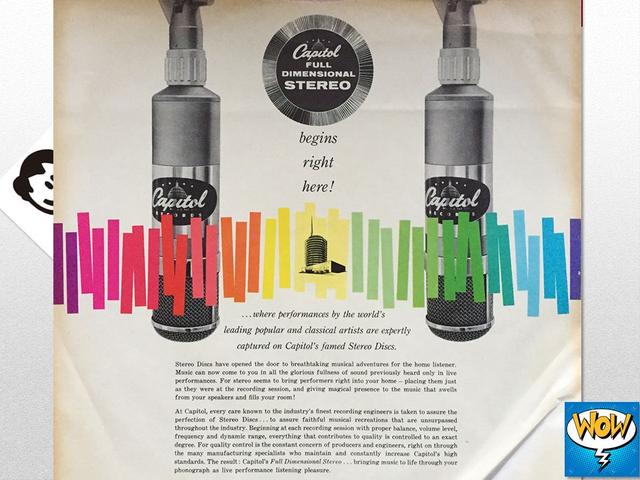 Capitol
FULL
DIMENSIONAL
STEREO
begins
right
here!
Capitol
RECORDS
Capitol
RECORDS
...where performances by the world's
leading popular and classical artists are expertly
captured on Capitol's famed Stereo Discs.
Stereo Discs have opened the door to breathtaking musical adventures for the home listener.
Music can now come to you in all the glorious fullness of sound previously heard only in live
performances. For stereo seems to bring performers right into your home – placing them just
as they were at the recording session, and giving magical presence to the music that swells
from your speakers and fills your room!
At Capitol, every care known to the industry's finest recording engineers is taken to assure the
perfection of Stereo Discs...to assure faithful musical recreations that are unsurpassed
throughout the industry. Beginning at each recording session with proper balance, volume level,
frequency and dynamic range, everything that contributes to quality is controlled to an exact
degree. For quality control is the constant concern of producers and engineers, right on through
the many manufacturing specialists who maintain and constantly increase Capitol's high
standards. The result: Capitol's Full Dimensional Stereo...bringing music to life through your
phonograph as live performance listening pleasure.
WOW